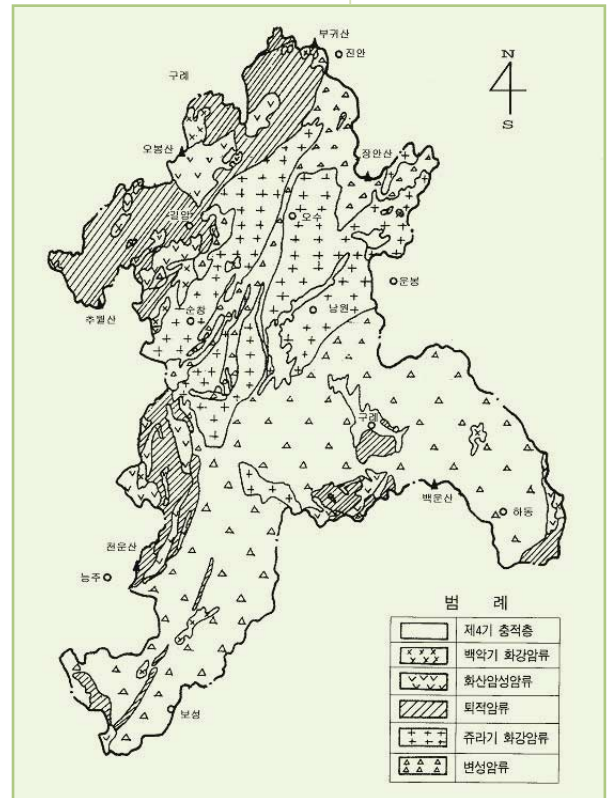 부귀산
진안
구례
N
S
오봉산
장안산
갈담
오수
운봉
추월산
순창
남원
구례
백운산
하동
천운산
능주
보성
범 례
제4기 충적층
백악기 화강암류
화산암성암류
퇴적암류
쥬라기 화강암류
변성암류